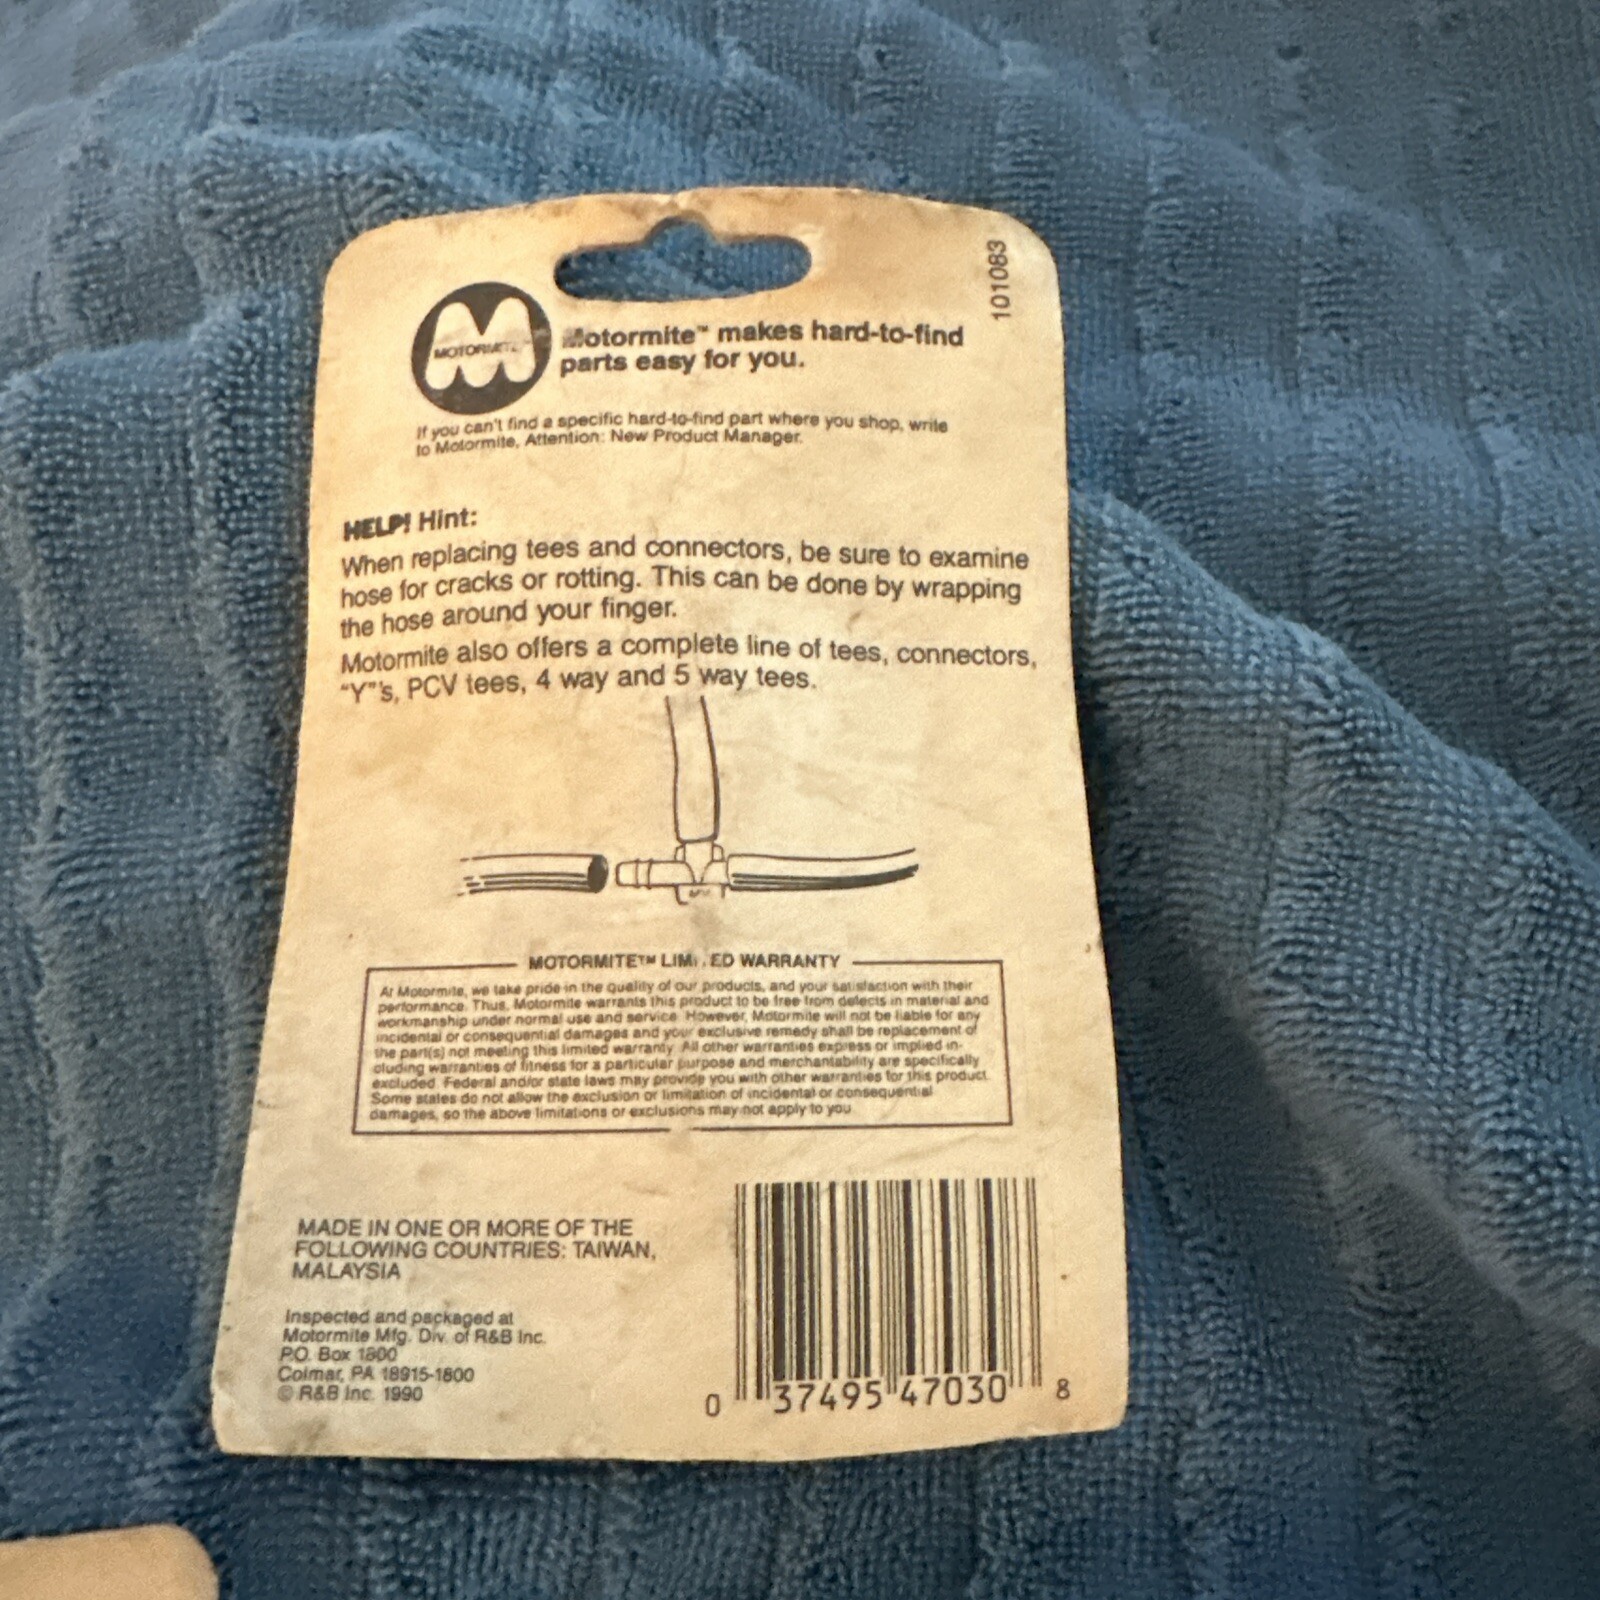 101083
MOTORMITE
Motormite™ makes hard-to-find
parts easy for you.
If you can't find a specific hard-to-find part where you shop, write
to Motormite, Attention: New Product Manager.
HELP! Hint:
When replacing tees and connectors, be sure to examine
hose for cracks or rotting. This can be done by wrapping
the hose around your finger.
Motormite also offers a complete line of tees, connectors,
"Y"'s, PCV tees, 4 way and 5 way tees.
MOTORMITE™ LIMITED WARRANTY
At Motormite, we take pride in the quality of our products, and your satisfaction with their
performance. Thus, Motormite warrants this product to be free from defects in material and
workmanship under normal use and service. However, Motormite will not be liable for any
incidental or consequential damages and your exclusive remedy shall be replacement of
the part(s) not meeting this limited warranty. All other warranties express or implied in-
cluding warranties of fitness for a particular purpose and merchantability are specifically
excluded. Federal and/or state laws may provide you with other warranties for this product.
Some states do not allow the exclusion or limitation of incidental or consequential
damages, so the above limitations or exclusions may not apply to you.
MADE IN ONE OR MORE OF THE
FOLLOWING COUNTRIES: TAIWAN,
MALAYSIA
Inspected and packaged at
Motormite Mfg. Div. of R&B Inc.
P.O. Box 1800
Colmar, PA 18915-1800
© R&B Inc. 1990
0 37495 47030 8